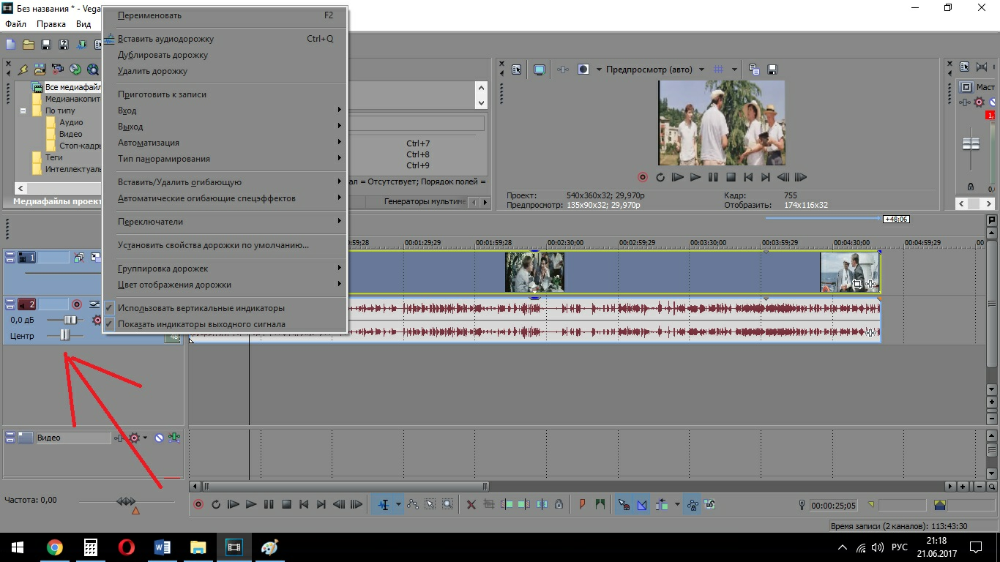 Без названия * - Vega
Файл Правка Вид
Переименовать F2
Вставить аудиодорожку Ctrl+Q
Дублировать дорожку
Удалить дорожку
Приготовить к записи
Вход
Выход
Автоматизация
Тип панорамирования
Вставить/Удалить огибающую
Автоматические огибающие спецэффектов
Переключатели
Установить свойства дорожки по умолчанию...
Группировка дорожек
Цвет отображения дорожки
Использовать вертикальные индикаторы
Показать индикаторы выходного сигнала
Все медиафайл
Медианакопит
По типу
Аудио
Видео
Стоп-кадры
Теги
Интеллектуаль
Медиафайлы проект
Ctrl+7
Ctrl+8
Ctrl+9
ал = Отсутствует; Порядок полей =
Генераторы мультиме
Предпросмотр (авто)
Проект: 540x360x32; 29,970p
Предпросмотр: 135x90x32; 29,970p
Кадр: 755
Отобразить: 174x116x32
Маст
1,
0,
+48;06
:59;28 00:01:29;29 00:01:59;28 00:02:30;00 00:02:59;29 00:03:30;00 00:03:59;29 00:04:30;00 00:04:59;29 00
1
2
0,0 дБ
Центр
48
Видео
Частота: 0,00
00:00:25;05
Время записи (2 каналов): 113:43:30
РУС
21:18
21.06.2017